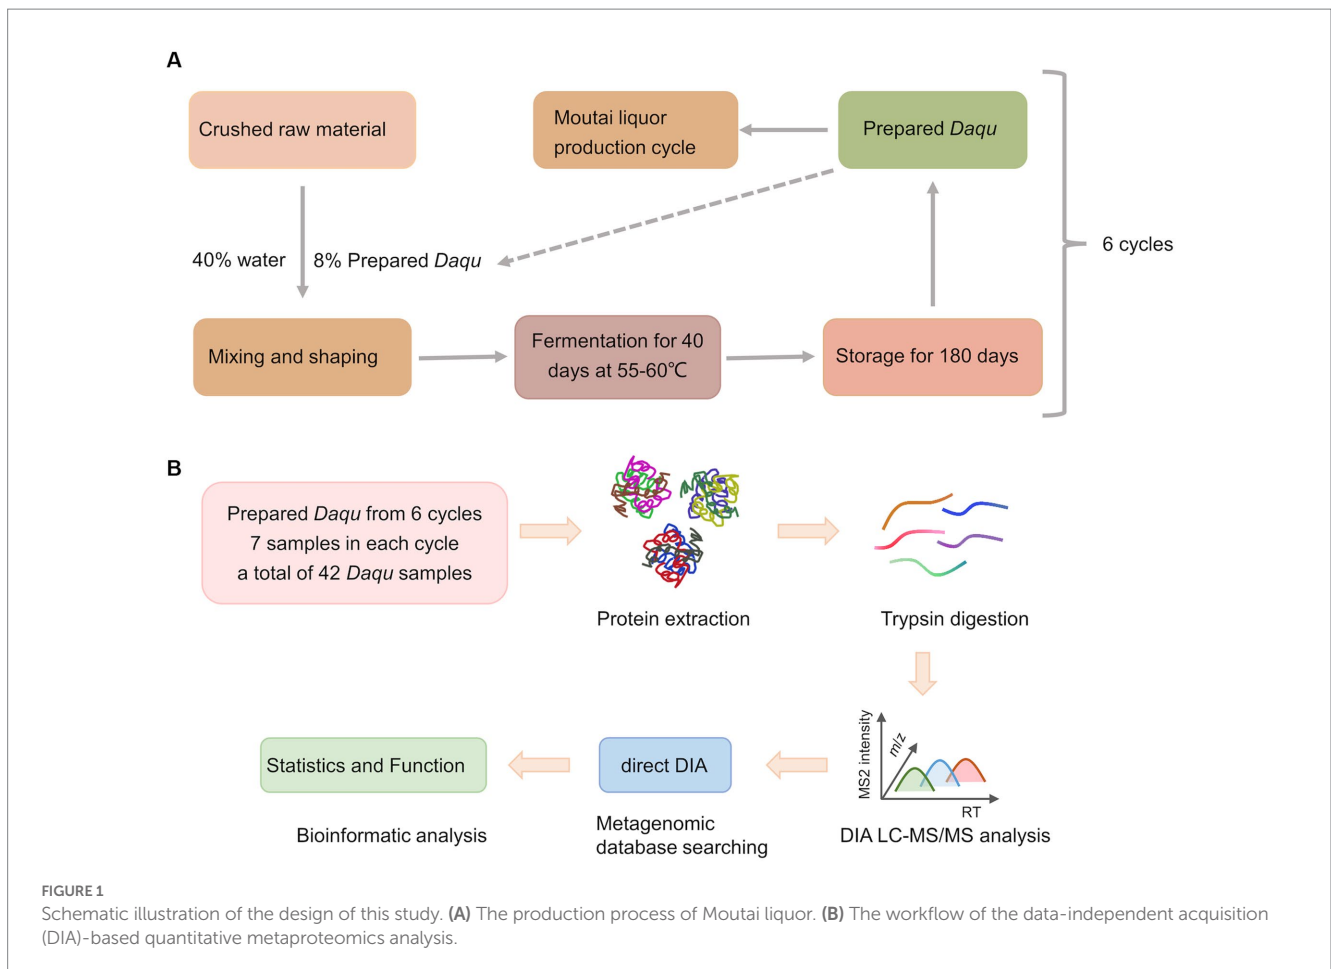 A
Crushed raw material
Moutai liquor
production cycle
Prepared Daqu
40% water
8% Prepared Daqu
6 cycles
Mixing and shaping
Fermentation for 40
days at 55-60℃
Storage for 180 days
B
Prepared Daqu from 6 cycles
7 samples in each cycle
a total of 42 Daqu samples
Protein extraction
Trypsin digestion
MS2 intensity
m/z
RT
DIA LC-MS/MS analysis
direct DIA
Metagenomic
database searching
Statistics and Function
Bioinformatic analysis
FIGURE 1
Schematic illustration of the design of this study. (A) The production process of Moutai liquor. (B) The workflow of the data-independent acquisition
(DIA)-based quantitative metaproteomics analysis.